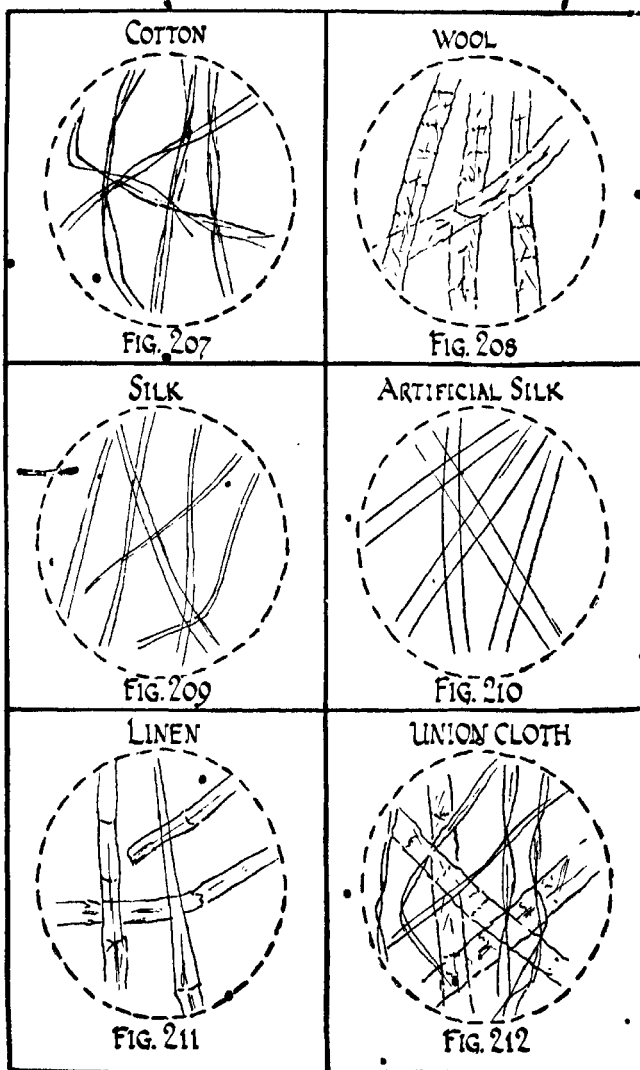 COTTON
WOOL
FIG. 207
FIG. 208
SILK
ARTIFICIAL SILK
FIG. 209
FIG. 210
LINEN
UNION CLOTH
FIG. 211
FIG. 212